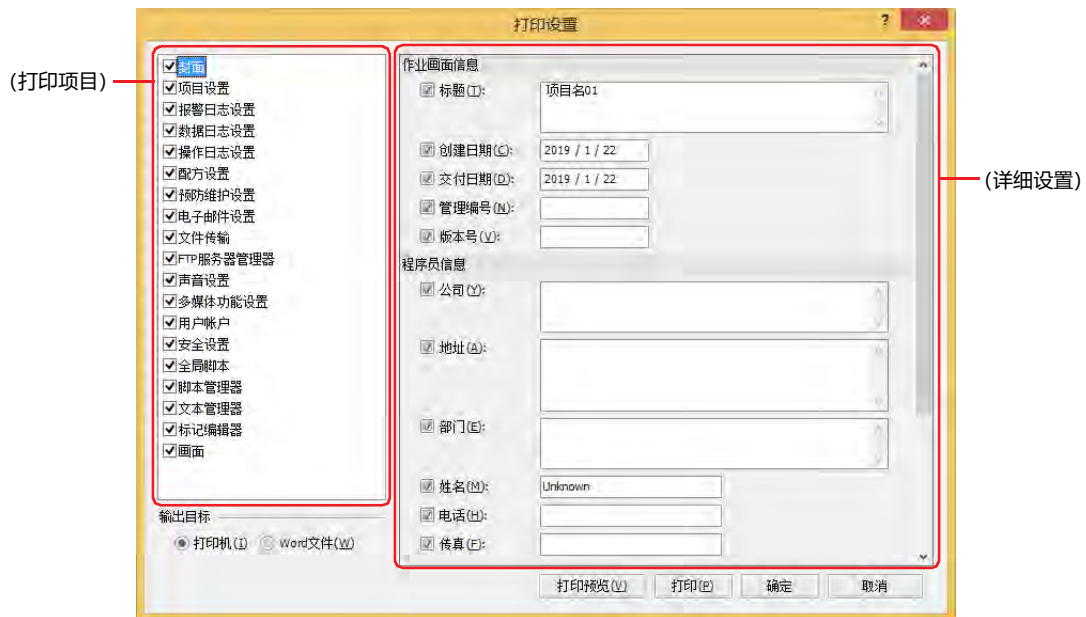 打印设置
?
(打印项目)
封面
项目设置
报警日志设置
数据日志设置
操作日志设置
配方设置
预防维护设置
电子邮件设置
文件传输
FTP服务器管理器
声音设置
多媒体功能设置
用户帐户
安全设置
全局脚本
脚本管理器
文本管理器
标记编辑器
画面
输出目标
打印机(I) Word文件(W)
作业画面信息
标题(T): 项目名01
创建日期(C): 2019 / 1 / 22
交付日期(D): 2019 / 1 / 22
管理编号(N):
版本号(V):
程序员信息
公司(Y):
地址(A):
部门(E):
姓名(M): Unknown
电话(H):
传真(F):
(详细设置)
打印预览(V) 打印(P) 确定 取消